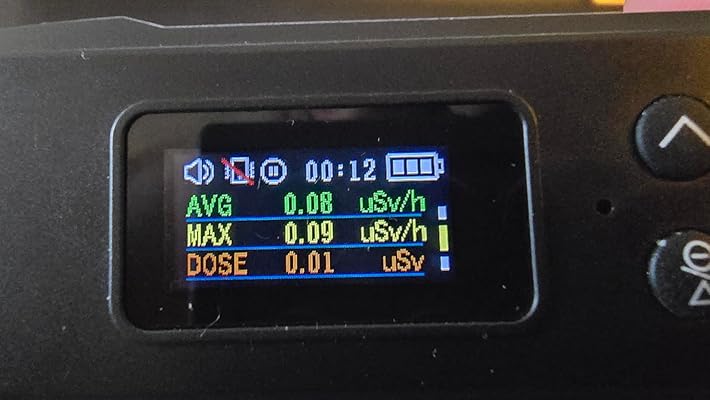 00:12
AVG 0.08 uSv/h
MAX 0.09 uSv/h
DOSE 0.01 uSv